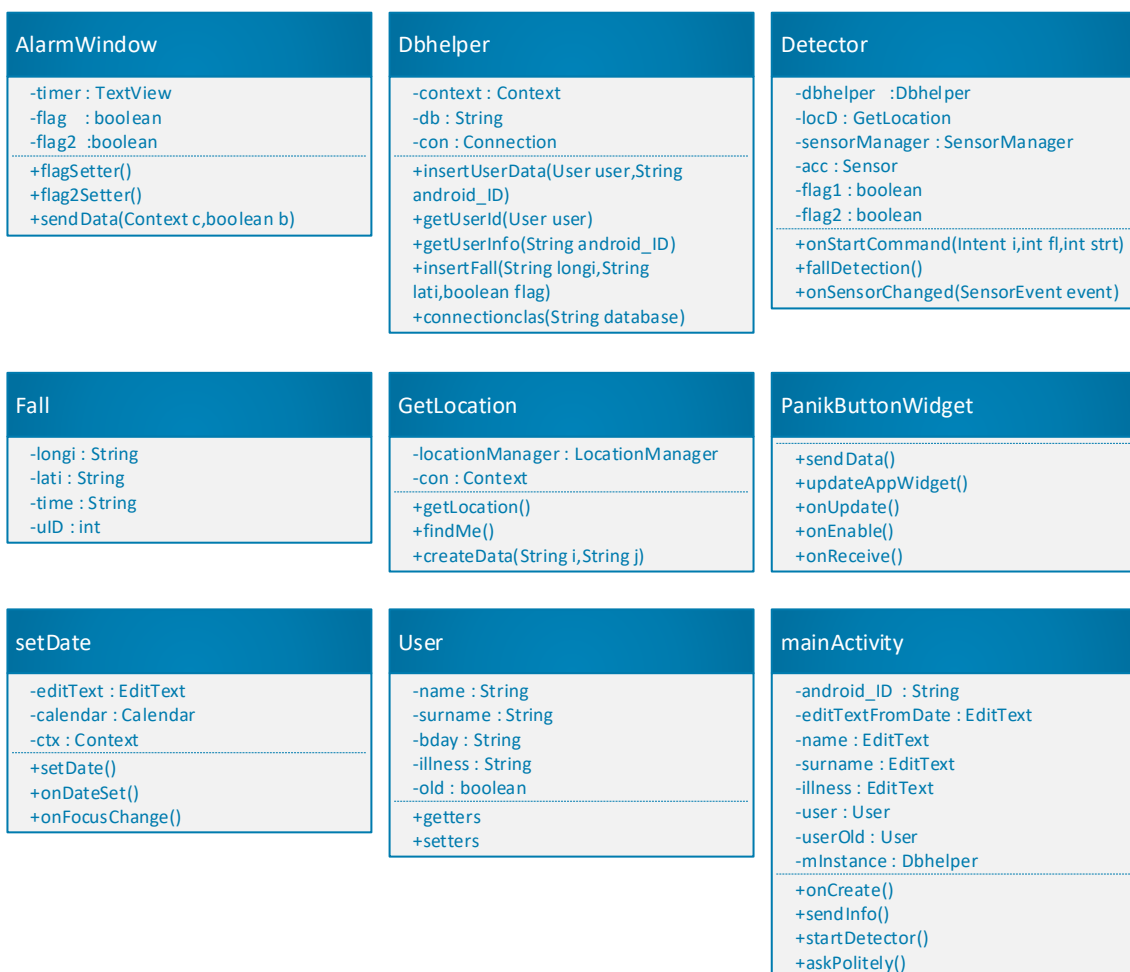 AlarmWindow
-timer : TextView
-flag : boolean
-flag2 :boolean
+flagSetter()
+flag2Setter()
+sendData(Context c,boolean b)
Dbhelper
-context : Context
-db : String
-con : Connection
+insertUserData(User user,String
android_ID)
+getUserId(User user)
+getUserInfo(String android_ID)
+insertFall(String longi,String
lati,boolean flag)
+connectionclas(String database)
Detector
-dbhelper :Dbhelper
-locD : GetLocation
-sensorManager : SensorManager
-acc : Sensor
-flag1 : boolean
-flag2 : boolean
+onStartCommand(Intent i,int fl,int strt)
+fallDetection()
+onSensorChanged(SensorEvent event)
Fall
-longi : String
-lati : String
-time : String
-uID : int
GetLocation
-locationManager : LocationManager
-con : Context
+getLocation()
+findMe()
+createData(String i,String j)
PanikButtonWidget
+sendData()
+updateAppWidget()
+onUpdate()
+onEnable()
+onReceive()
setDate
-editText : EditText
-calendar : Calendar
-ctx : Context
+setDate()
+onDateSet()
+onFocusChange()
User
-name : String
-surname : String
-bday : String
-illness : String
-old : boolean
+getters
+setters
mainActivity
-android_ID : String
-editTextFromDate : EditText
-name : EditText
-surname : EditText
-illness : EditText
-user : User
-userOld : User
-mInstance : Dbhelper
+onCreate()
+sendInfo()
+startDetector()
+askPolitely()